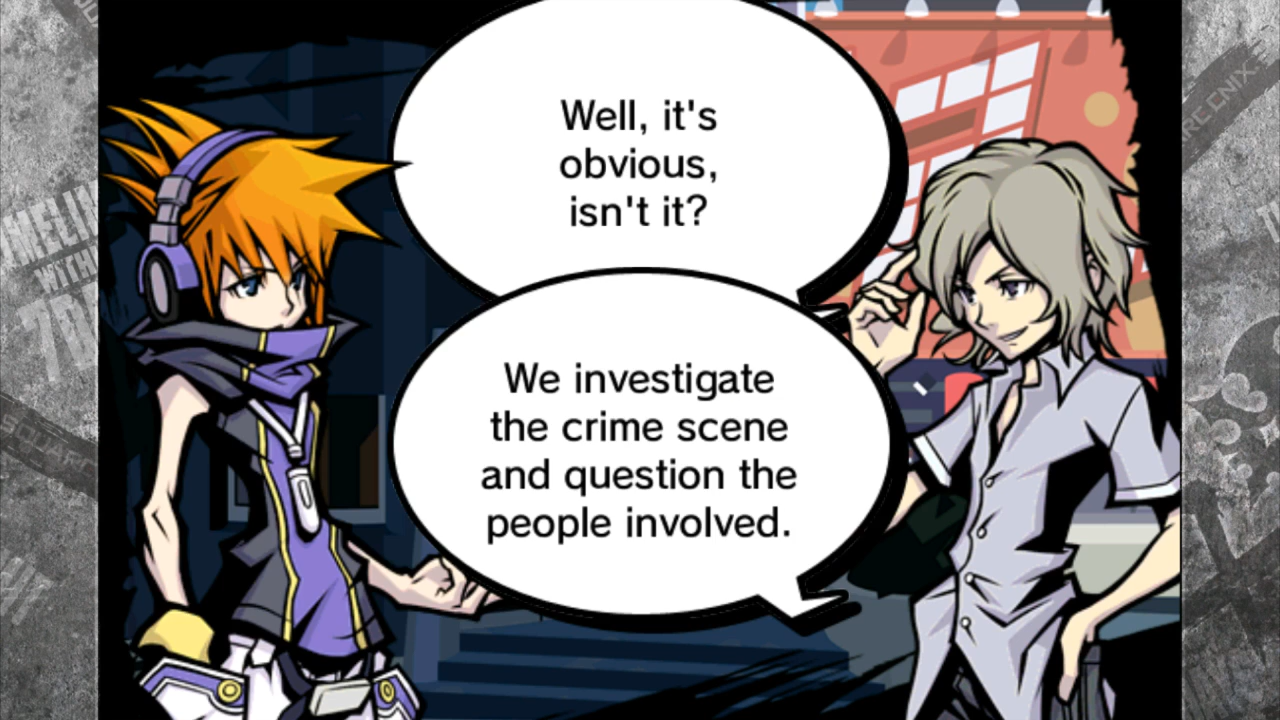 Well, it's
obvious,
isn't it?
We investigate
the crime scene
and question the
people involved.